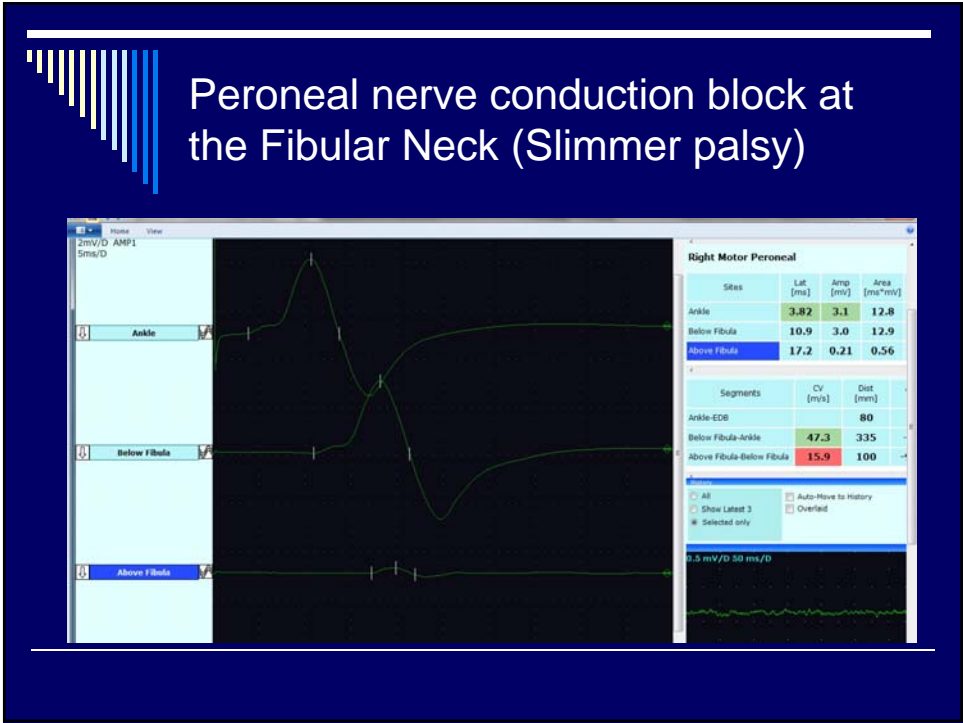 Peroneal nerve conduction block at
the Fibular Neck (Slimmer palsy)
Home View
2mV/D AMP1
5ms/D
Ankle
Below Fibula
Above Fibula
Right Motor Peroneal
Sites Lat [ms] Amp [mV] Area [ms*mV]
Ankle 3.82 3.1 12.8
Below Fibula 10.9 3.0 12.9
Above Fibula 17.2 0.21 0.56
Segments CV [m/s] Dist [mm]
Ankle-EDB 80
Below Fibula-Ankle 47.3 335
Above Fibula-Below Fibula 15.9 100
History
All Auto-Move to History
Show Latest 3 Overlaid
Selected only
0.5 mV/D 50 ms/D